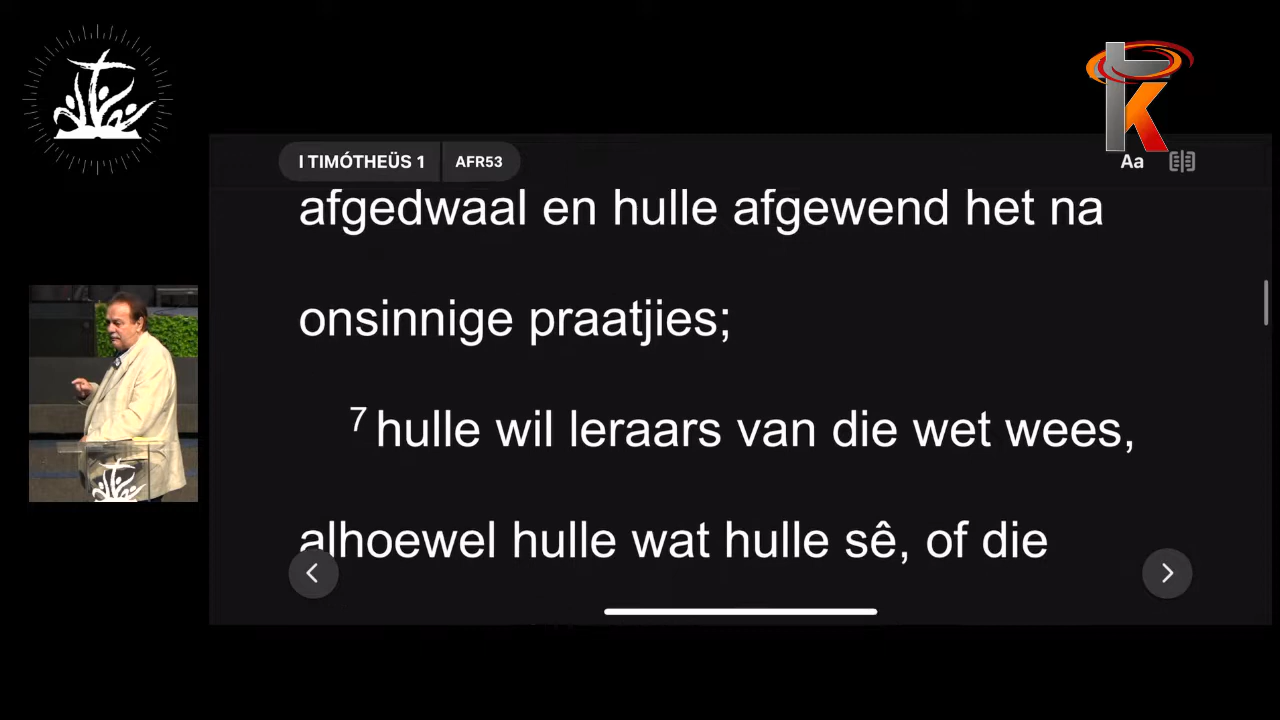 I TIMÓTHEÜS 1 AFR53
Aa
afgedwaal en hulle afgewend het na
onsinnige praatjies;
7 hulle wil leraars van die wet wees,
alhoewel hulle wat hulle sê, of die